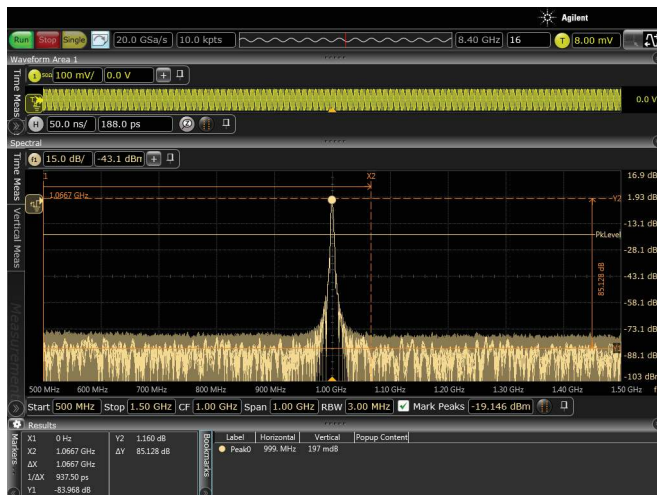 Agilent
Run Stop Single 20.0 GSa/s 10.0 kpts 8.40 GHz 16 T 8.00 mV
Waveform Area 1
Time Meas
1 50Ω 100 mV/ 0.0 V +
0.0 V
H 50.0 ns/ 188.0 ps
Spectral
Time Meas
Vertical Meas
Measurements
f1 15.0 dB/ -43.1 dBm +
1 X2
1.0667 GHz
Y2
PkLevel
85.128 dB
16.9 dB
1.93 dB
-13.1 dB
-28.1 dB
-43.1 dB
-58.1 dB
-73.1 dB
-88.1 dB
-103 dB
500 MHz 600 MHz 700 MHz 800 MHz 900 MHz 1.00 GHz 1.10 GHz 1.20 GHz 1.30 GHz 1.40 GHz 1.50 GHz
Start 500 MHz Stop 1.50 GHz CF 1.00 GHz Span 1.00 GHz RBW 3.00 MHz Mark Peaks -19.146 dBm
Results
Markers
X1 0 Hz Y2 1.160 dB
X2 1.0667 GHz ΔY 85.128 dB
ΔX 1.0667 GHz
1/ΔX 937.50 ps
Y1 -83.968 dB
Bookmarks
Label Horizontal Vertical Popup Content
Peak0 999. MHz 197 mdB